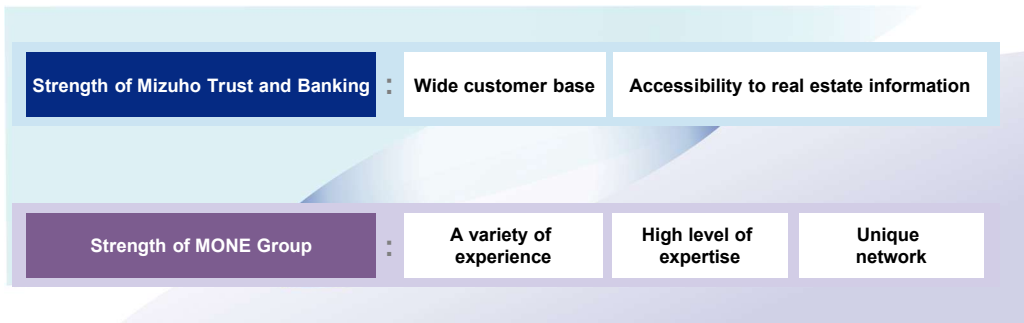 Strength of Mizuho Trust and Banking : Wide customer base Accessibility to real estate information
Strength of MONE Group : A variety of experience High level of expertise Unique network